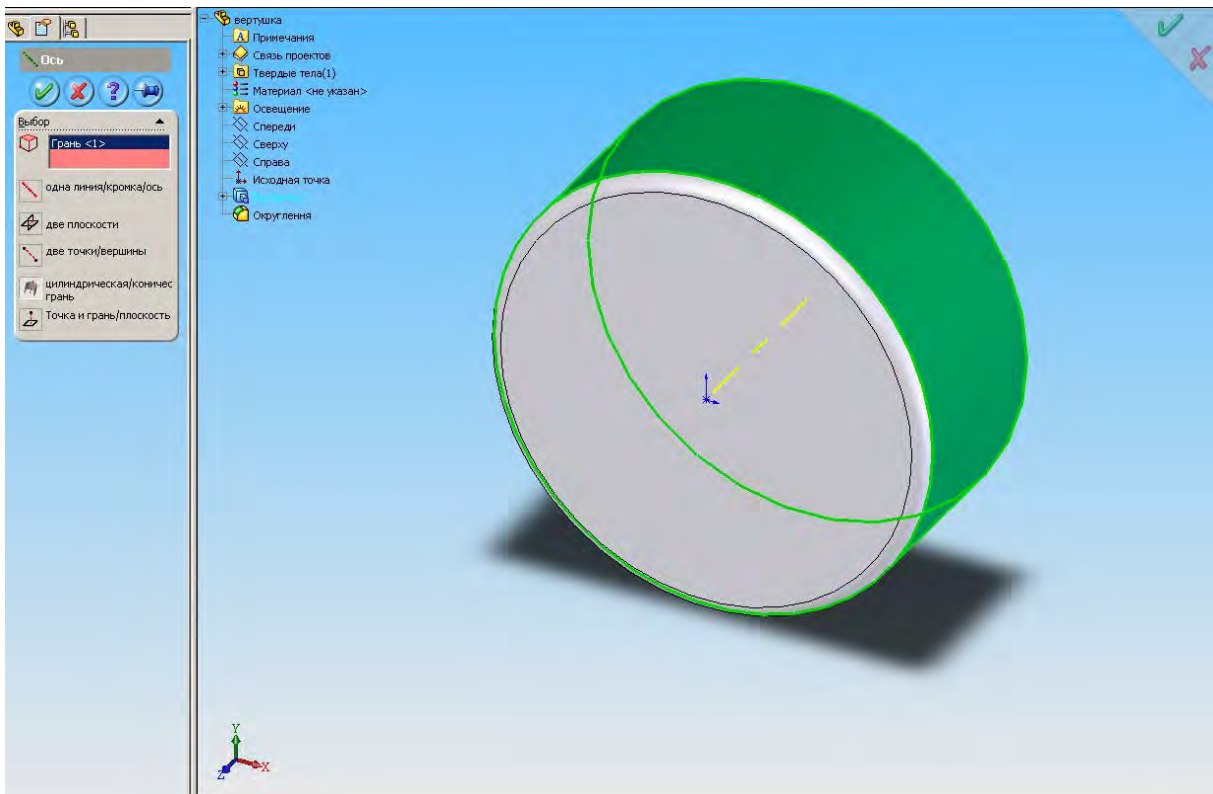 Ось
Выбор
Грань <1>
одна линия/кромка/ось
две плоскости
две точки/вершины
цилиндрическая/коничес
грань
Точка и грань/плоскость
вертушка
Примечания
Связь проектов
Твердые тела(1)
Материал <не указан>
Освещение
Спереди
Сверху
Справа
Исходная точка
Округления
Y
X
Z